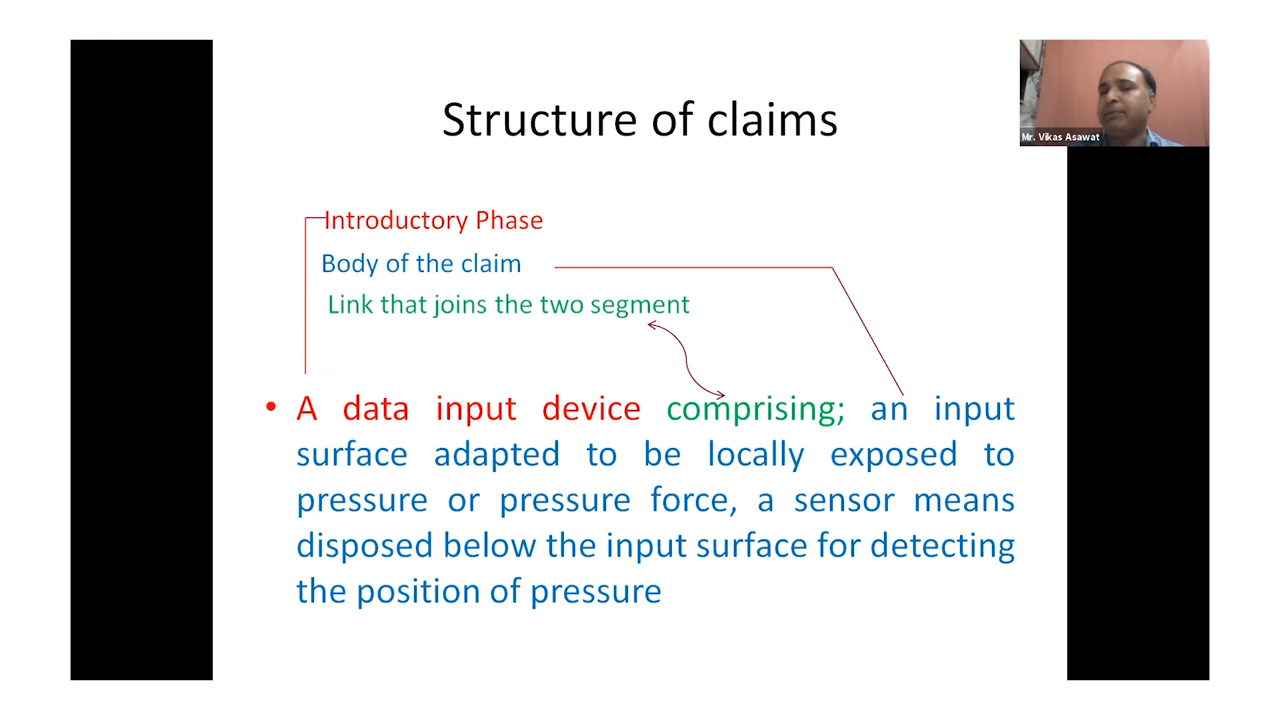 Structure of claims
Mr. Vikas Asawat
Introductory Phase
Body of the claim
Link that joins the two segment
• A data input device comprising; an input
surface adapted to be locally exposed to
pressure or pressure force, a sensor means
disposed below the input surface for detecting
the position of pressure